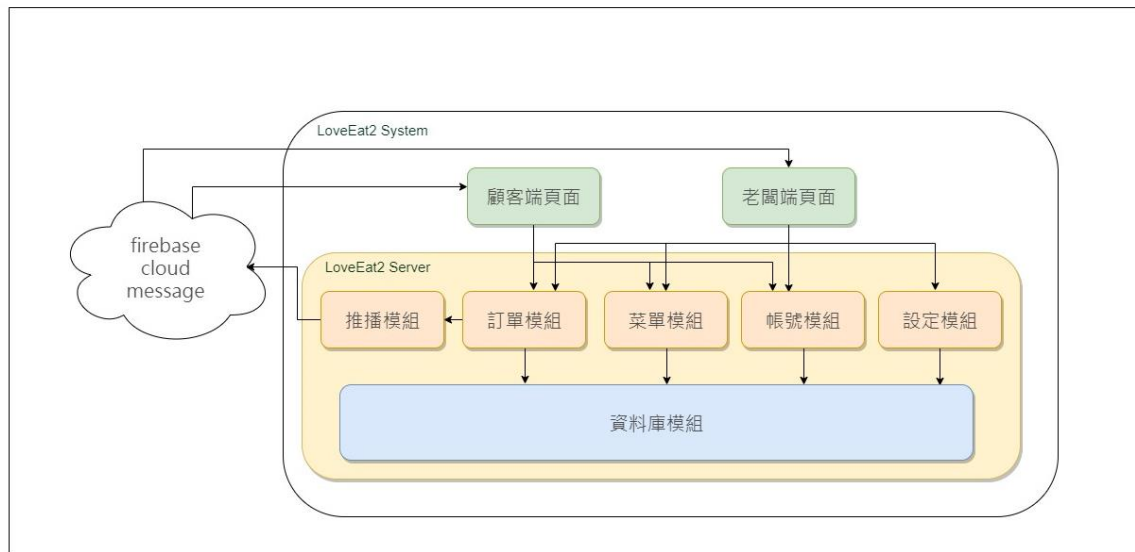 LoveEat2 System
顧客端頁面
老闆端頁面
firebase
cloud
message
LoveEat2 Server
推播模組
訂單模組
菜單模組
帳號模組
設定模組
資料庫模組